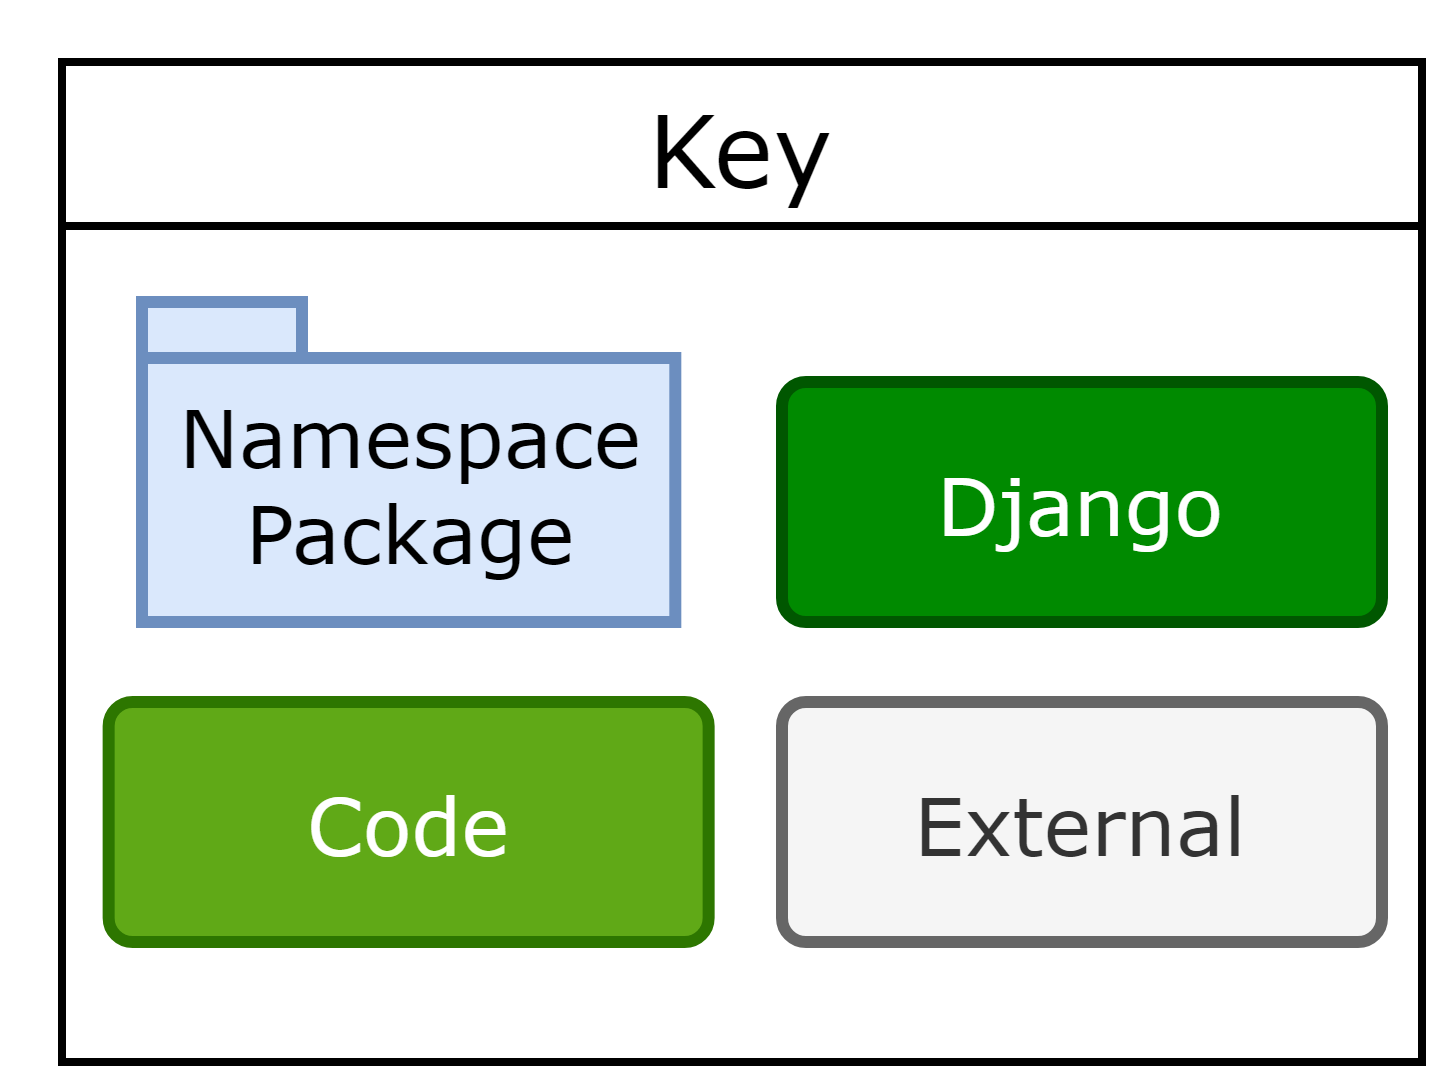 Key
Namespace
Package
Django
Code
External